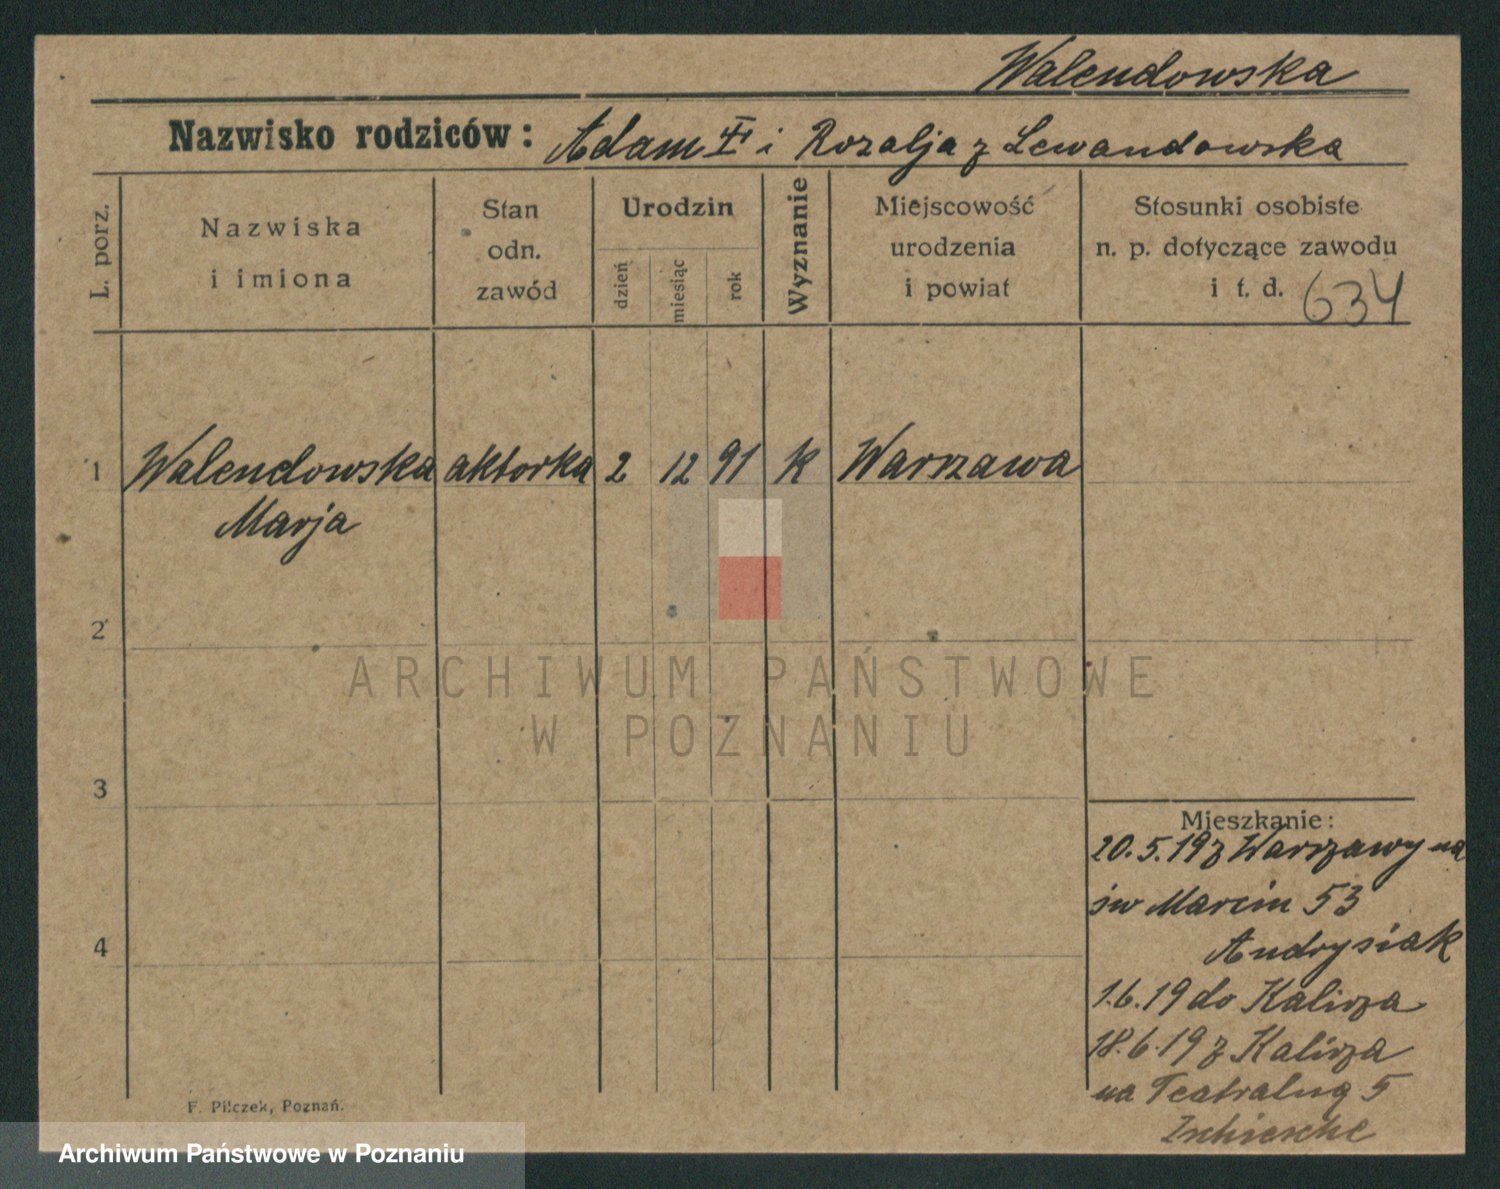 Walendowska
Nazwisko rodziców: Adam i Rozalja z Lewandowska
L. porz.
Nazwiska
i imiona
Stan
odn.
zawód
Urodzin
dzień
miesiąc
rok
Wyznanie
Miejscowość
urodzenia
i powiat
Stosunki osobiste
n. p. dotyczące zawodu
i t. d. 634
1 Walendowska aktorka 2 12 91 k Warszawa
Marja
2
ARCHIWUM PAŃSTWOWE
W POZNANIU
3
Mieszkanie:
20.5.19 z Warszawy na
św Marcin 53
Andrysiak
4
1.6.19 do Kalisza
18.6.19 z Kalisza
na Teatralną 5
Zschiesche
F. Pilczek, Poznań.
Archiwum Państwowe w Poznaniu